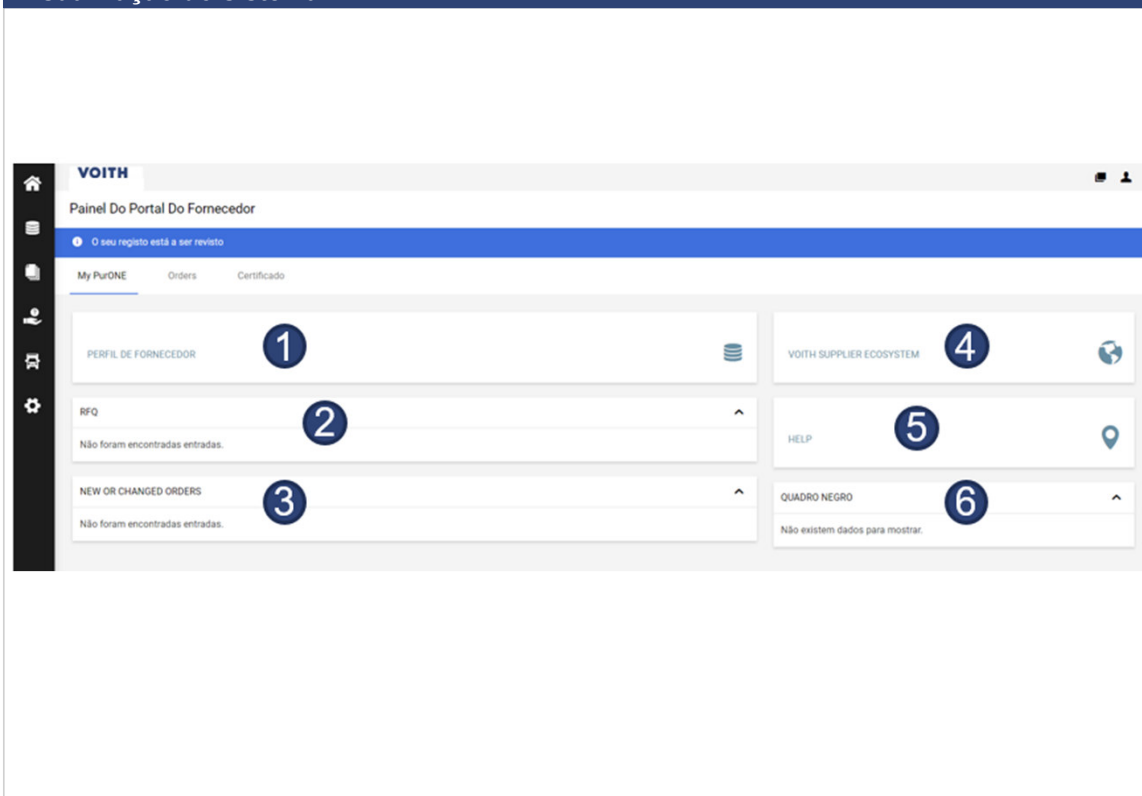 VOITH
Painel Do Portal Do Fornecedor
O seu registo está a ser revisto
My PurONE Orders Certificado
PERFIL DE FORNECEDOR 1
VOITH SUPPLIER ECOSYSTEM 4
RFQ 2
Não foram encontradas entradas.
HELP 5
NEW OR CHANGED ORDERS 3
Não foram encontradas entradas.
QUADRO NEGRO 6
Não existem dados para mostrar.